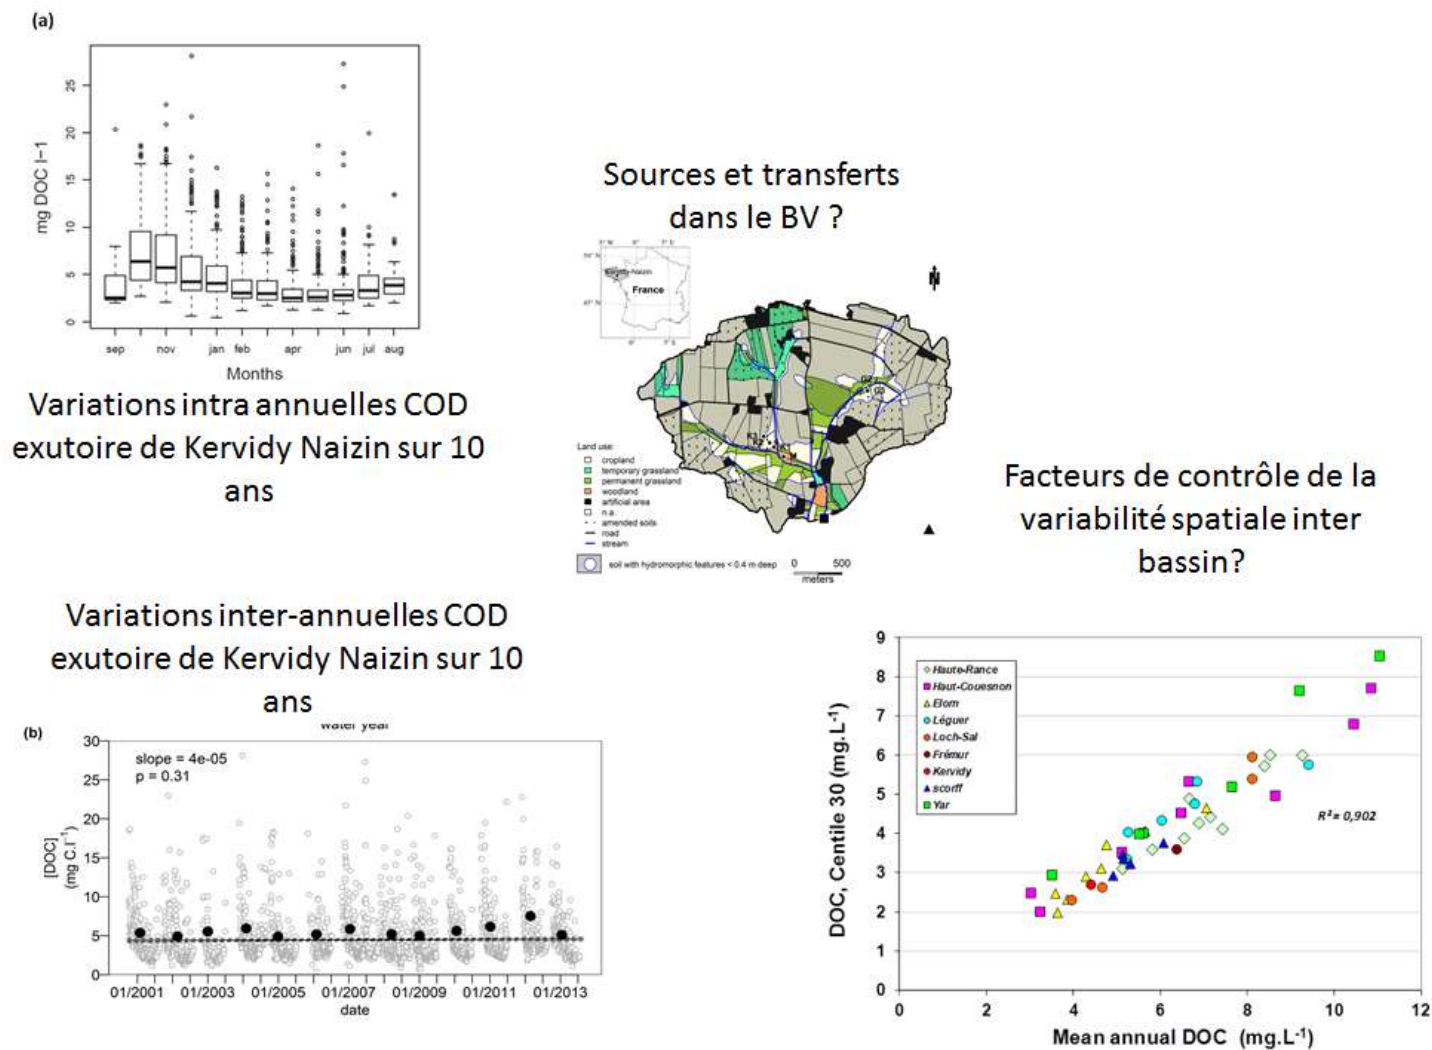 (a)
25
20
15
10
5
0
mg DOC l−1
sep nov jan feb apr jun jul aug
Months
Variations intra annuelles COD
exutoire de Kervidy Naizin sur 10
ans
Sources et transferts
dans le BV ?
Kervidy-Naizin
France
N
Land use:
cropland
temporary grassland
permanent grassland
woodland
artificial area
n.a.
amended soils
road
stream
soil with hydromorphic features < 0.4 m deep
0 500
meters
Facteurs de contrôle de la
variabilité spatiale inter
bassin?
Variations inter-annuelles COD
exutoire de Kervidy Naizin sur 10
ans
water year
(b)
slope = 4e-05
p = 0.31
30
25
20
15
10
5
0
[DOC]
(mg C.l⁻¹)
01/2001 01/2003 01/2005 01/2007 01/2009 01/2011 01/2013
date
9
8
7
6
5
4
3
2
1
0
DOC, Centile 30 (mg.L⁻¹)
Haute-Rance
Haut-Couesnon
Elorn
Léguer
Loch-Sal
Frémur
Kervidy
scorff
Yar
R² = 0,902
0 2 4 6 8 10 12
Mean annual DOC (mg.L⁻¹)